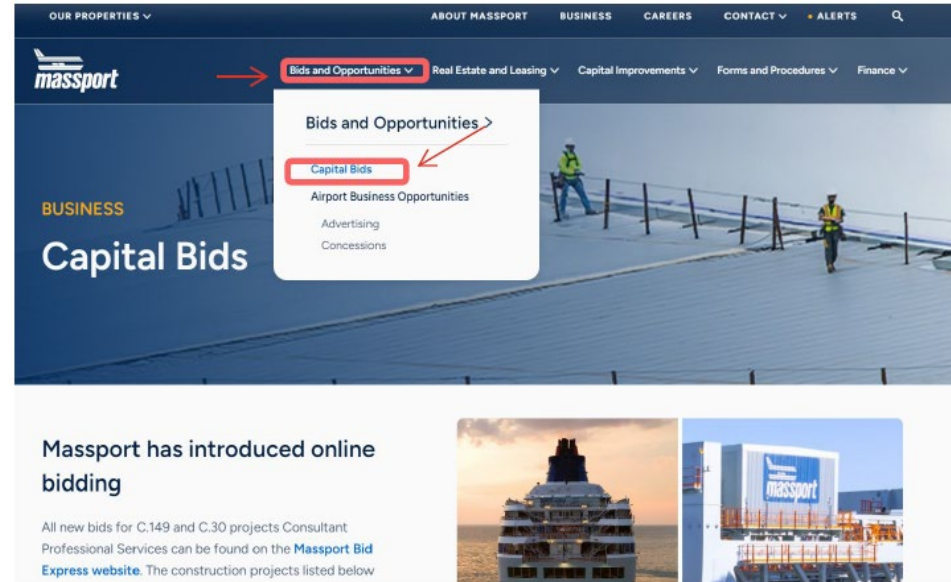 OUR PROPERTIES
ABOUT MASSPORT
BUSINESS
CAREERS
CONTACT
ALERTS
massport
Bids and Opportunities
Real Estate and Leasing
Capital Improvements
Forms and Procedures
Finance
Bids and Opportunities >
Capital Bids
Airport Business Opportunities
Advertising
Concessions
BUSINESS
Capital Bids
Massport has introduced online
bidding
All new bids for C.149 and C.30 projects Consultant
Professional Services can be found on the Massport Bid
Express website. The construction projects listed below
massport